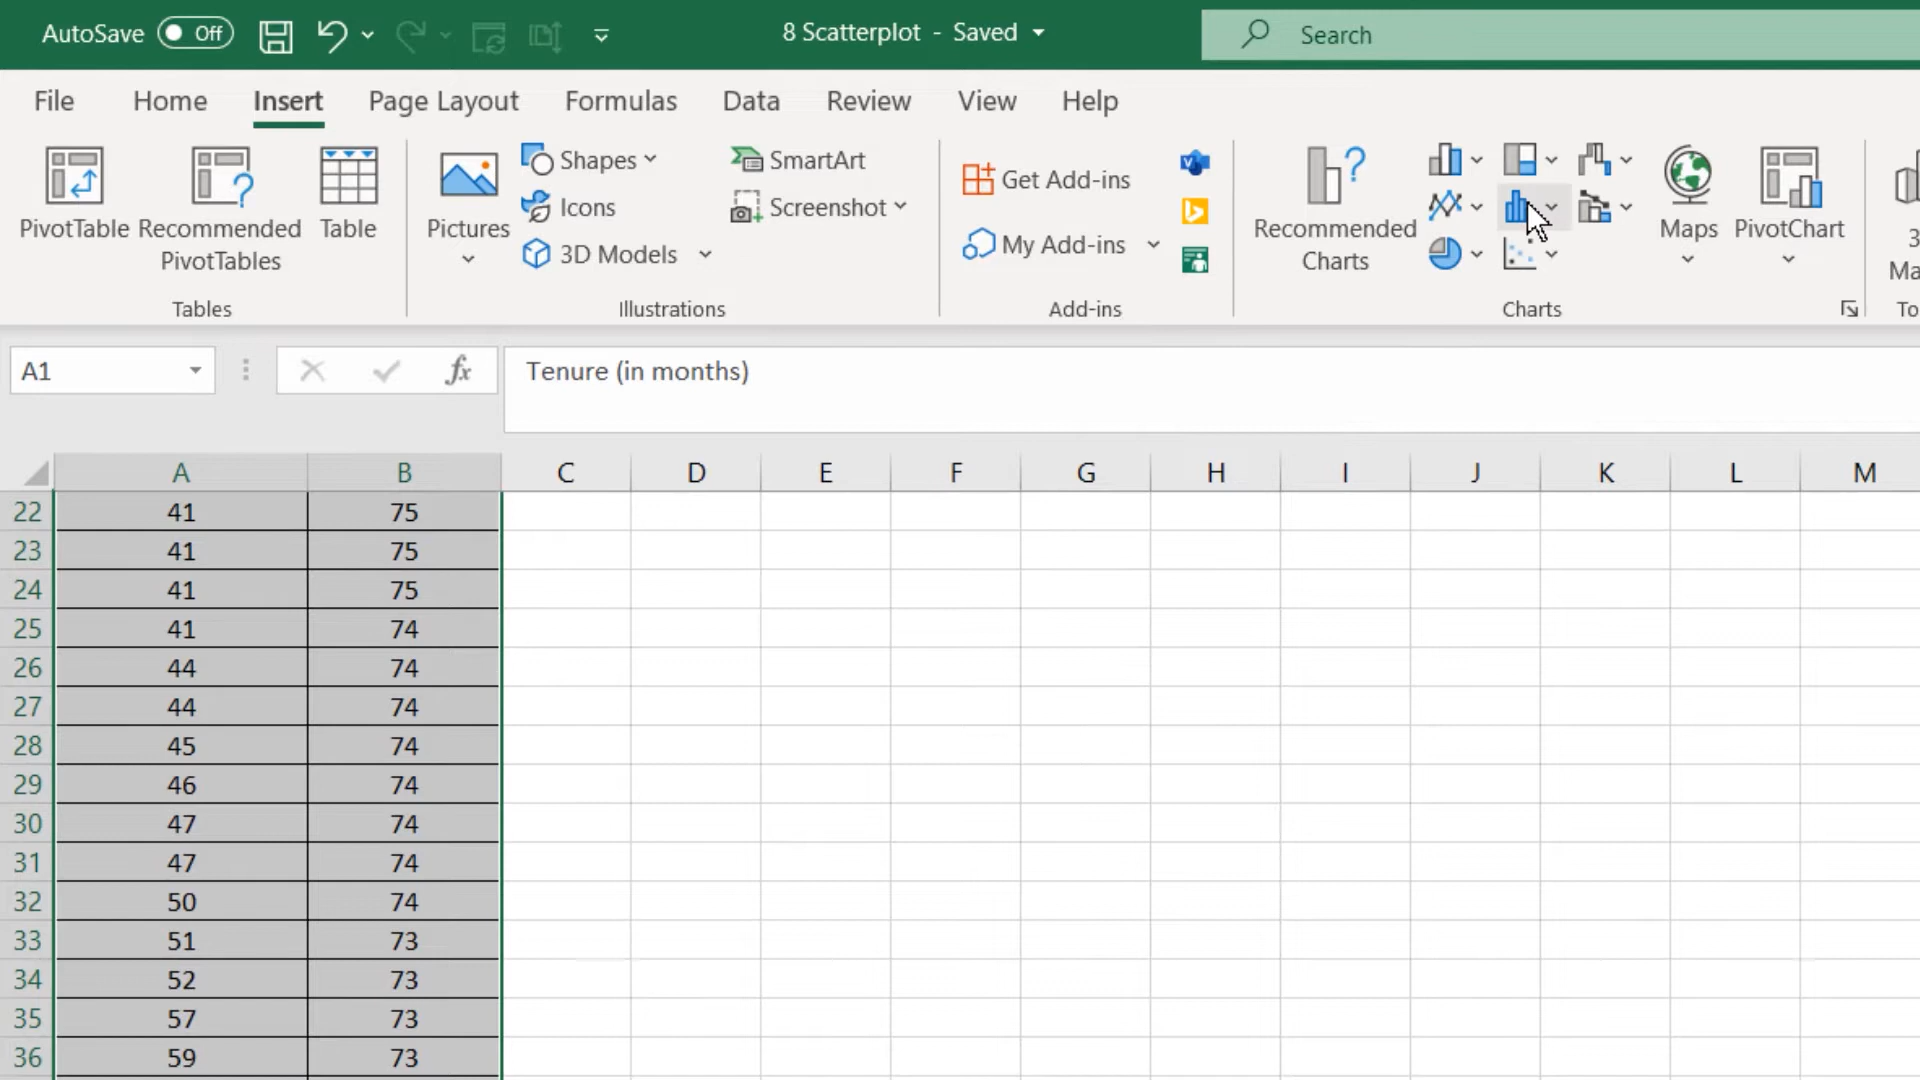 AutoSave Off 8 Scatterplot - Saved Search
File Home Insert Page Layout Formulas Data Review View Help
PivotTable
Recommended
PivotTables
Table
Tables
Pictures
Shapes
Icons
3D Models
SmartArt
Screenshot
Illustrations
Get Add-ins
My Add-ins
Add-ins
Recommended
Charts
Maps
PivotChart
Charts
3
Ma
To
A1 fx Tenure (in months)
A B C D E F G H I J K L M
22 41 75
23 41 75
24 41 75
25 41 74
26 44 74
27 44 74
28 45 74
29 46 74
30 47 74
31 47 74
32 50 74
33 51 73
34 52 73
35 57 73
36 59 73